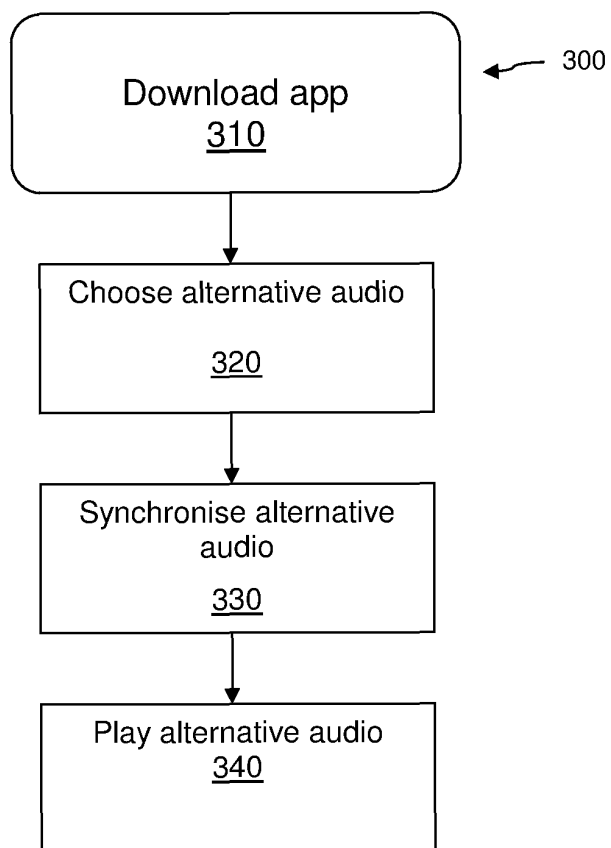 Download app
310
300
Choose alternative audio
320
Synchronise alternative
audio
330
Play alternative audio
340